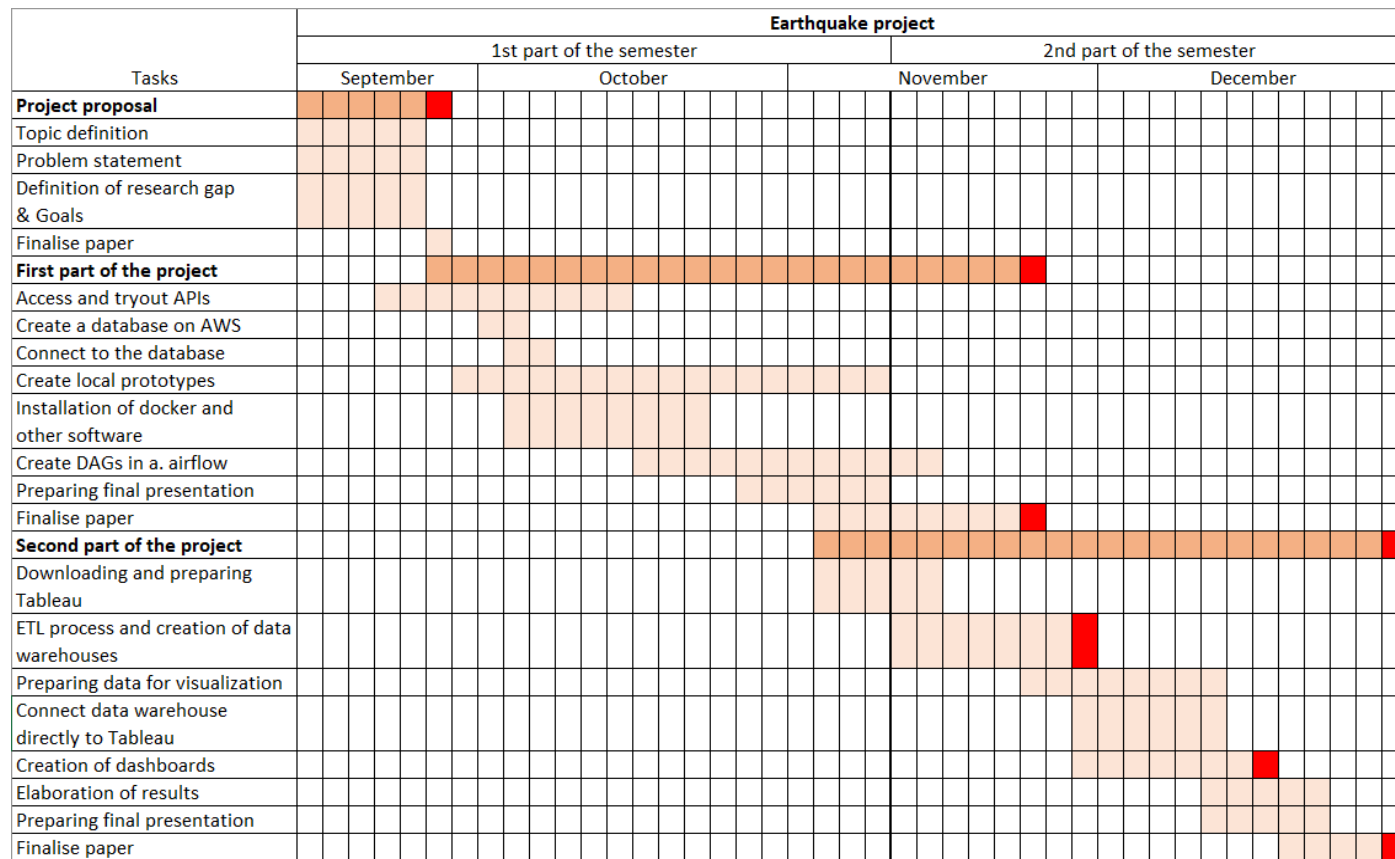 Earthquake project
1st part of the semester
2nd part of the semester
Tasks
September
October
November
December
Project proposal
Topic definition
Problem statement
Definition of research gap
& Goals
Finalise paper
First part of the project
Access and tryout APIs
Create a database on AWS
Connect to the database
Create local prototypes
Installation of docker and
other software
Create DAGs in a. airflow
Preparing final presentation
Finalise paper
Second part of the project
Downloading and preparing
Tableau
ETL process and creation of data
warehouses
Preparing data for visualization
Connect data warehouse
directly to Tableau
Creation of dashboards
Elaboration of results
Preparing final presentation
Finalise paper